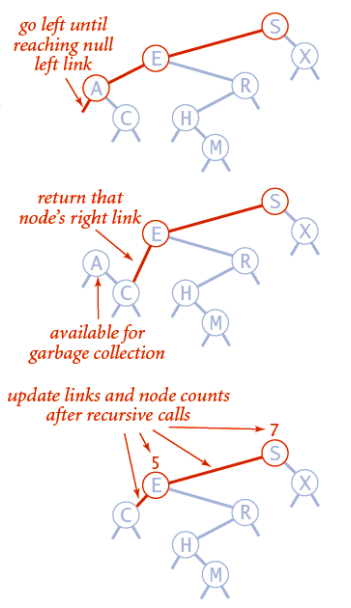 go left until
reaching null
left link
S
E
X
A
R
C
H
M
return that
node's right link
S
E
X
A
R
C
H
M
available for
garbage collection
update links and node counts
after recursive calls
7
5
S
E
X
C
R
H
M